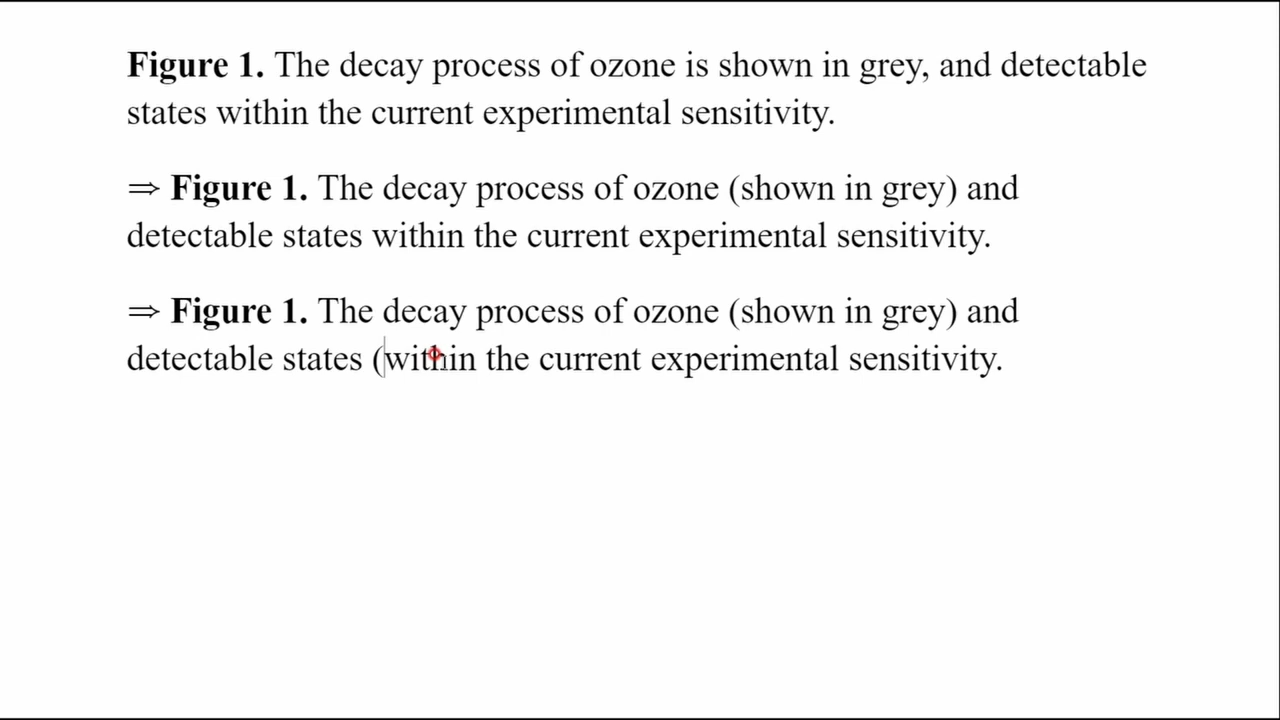 Figure 1. The decay process of ozone is shown in grey, and detectable
states within the current experimental sensitivity.
⇒ Figure 1. The decay process of ozone (shown in grey) and
detectable states within the current experimental sensitivity.
⇒ Figure 1. The decay process of ozone (shown in grey) and
detectable states (within the current experimental sensitivity.